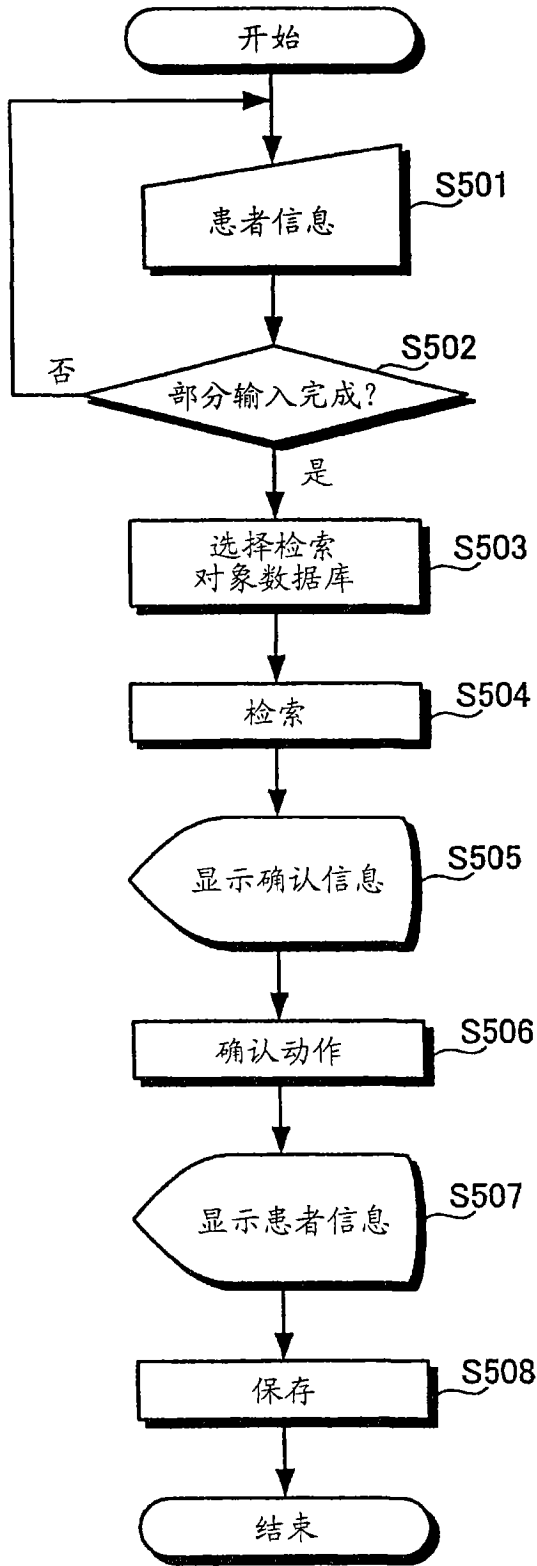 开始
患者信息
S501
部分输入完成?
S502
否
是
选择检索
对象数据库
S503
检索
S504
显示确认信息
S505
确认动作
S506
显示患者信息
S507
保存
S508
结束